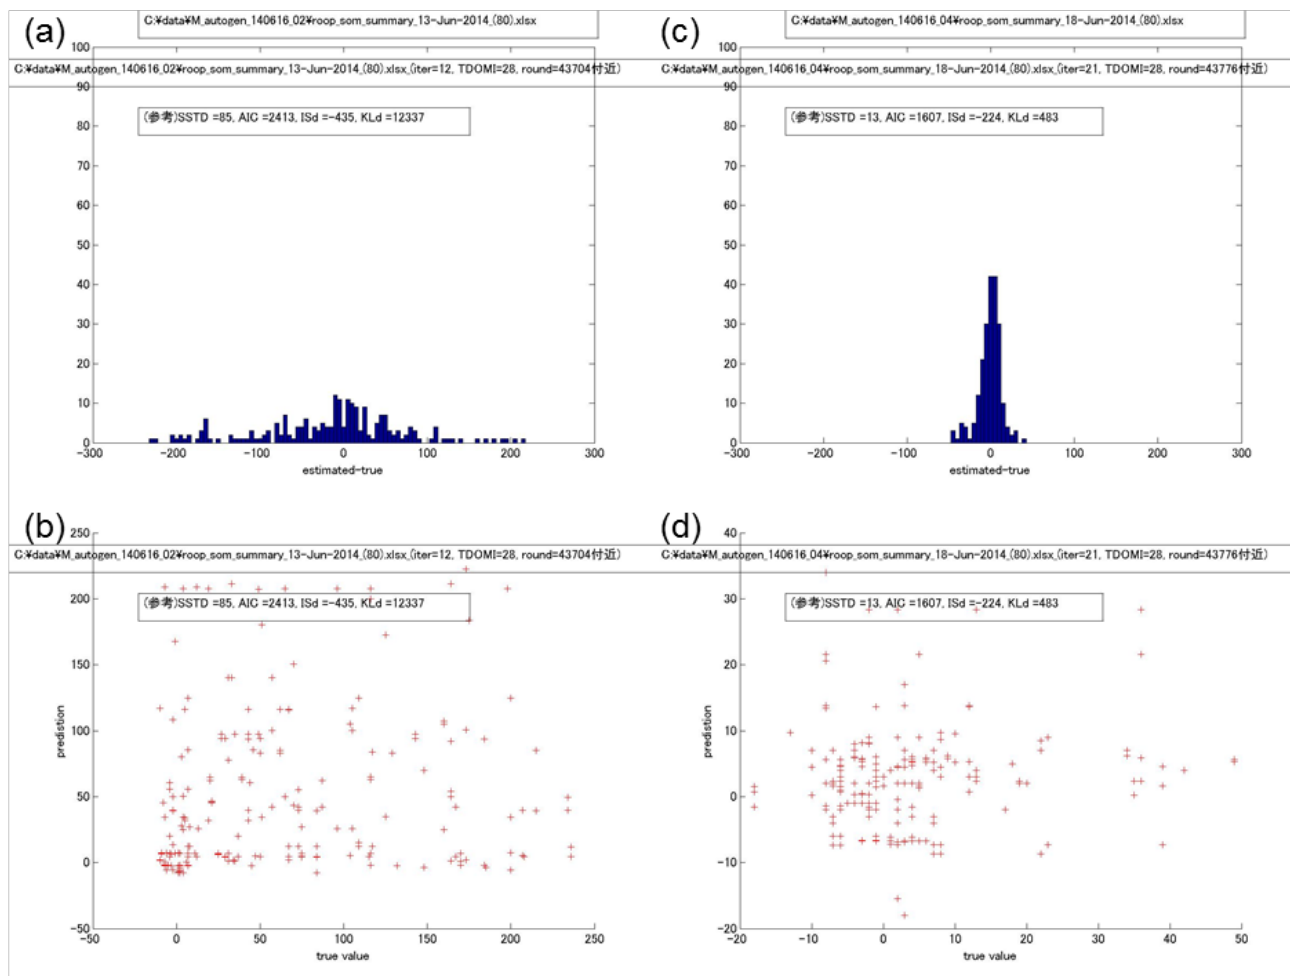 (a)
C:¥data¥M_autogen_140616_02¥roop_som_summary_13-Jun-2014_(80).xlsx
C:¥data¥M_autogen_140616_02¥roop_som_summary_13-Jun-2014_(80).xlsx_(iter=12, TDOMI=28, round=43704付近)
(参考)SSTD =85, AIC =2413, ISd =-435, KLd =12337
100
90
80
70
60
50
40
30
20
10
0
-300 -200 -100 0 100 200 300
estimated-true
(c)
C:¥data¥M_autogen_140616_04¥roop_som_summary_18-Jun-2014_(80).xlsx
C:¥data¥M_autogen_140616_04¥roop_som_summary_18-Jun-2014_(80).xlsx_(iter=21, TDOMI=28, round=43776付近)
(参考)SSTD =13, AIC =1607, ISd =-224, KLd =483
100
90
80
70
60
50
40
30
20
10
0
-300 -200 -100 0 100 200 300
estimated-true
(b)
C:¥data¥M_autogen_140616_02¥roop_som_summary_13-Jun-2014_(80).xlsx_(iter=12, TDOMI=28, round=43704付近)
(参考)SSTD =85, AIC =2413, ISd =-435, KLd =12337
250
200
150
100
50
0
-50
predistion
-50 0 50 100 150 200 250
true value
(d)
C:¥data¥M_autogen_140616_04¥roop_som_summary_18-Jun-2014_(80).xlsx_(iter=21, TDOMI=28, round=43776付近)
(参考)SSTD =13, AIC =1607, ISd =-224, KLd =483
40
30
20
10
0
-10
-20
predistion
-20 -10 0 10 20 30 40 50
true value